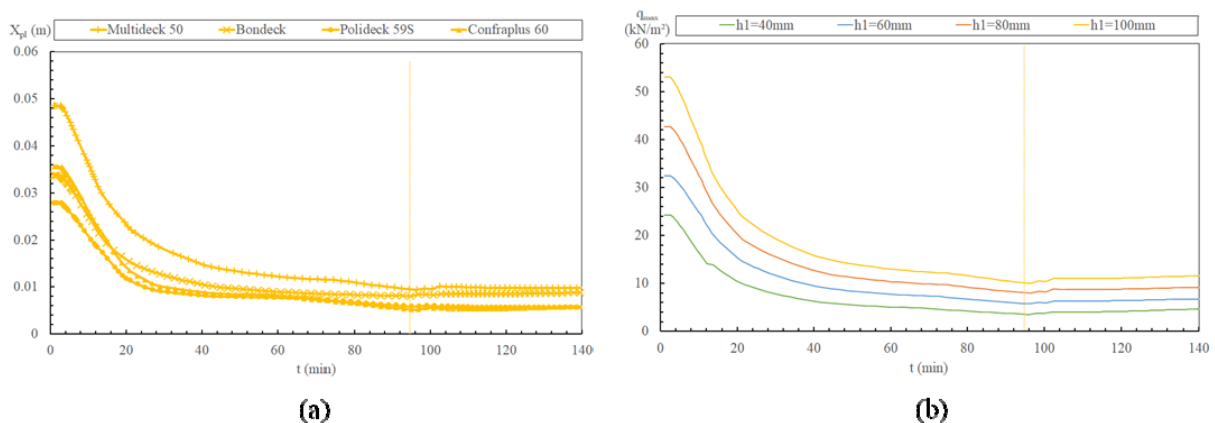 X_pl (m)
Multideck 50 Bondeck Polideck 59S Confraplus 60
0.06
0.05
0.04
0.03
0.02
0.01
0
0 20 40 60 80 100 120 140
t (min)
(a)
q_max
(kN/m²)
h1=40mm h1=60mm h1=80mm h1=100mm
60
50
40
30
20
10
0
0 20 40 60 80 100 120 140
t (min)
(b)